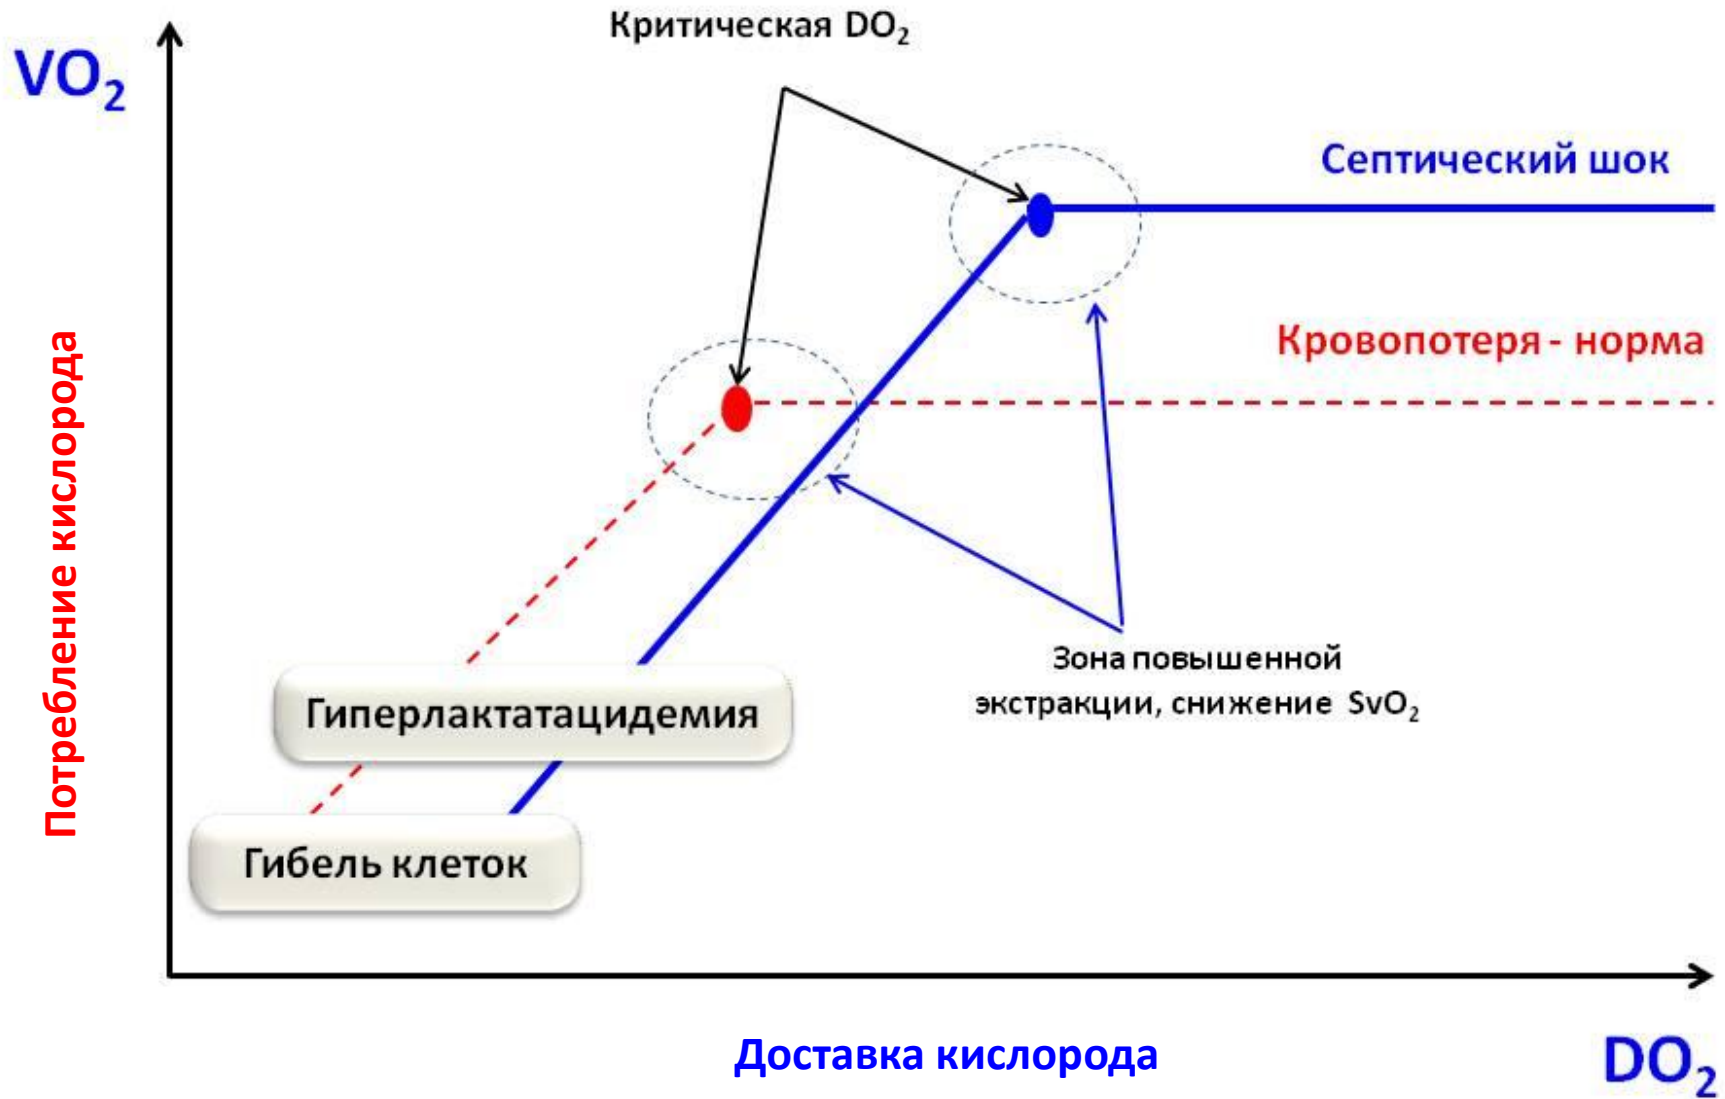 Критическая DO₂
VO₂
Септический шок
Кровопотеря - норма
Потребление кислорода
Зона повышенной
экстракции, снижение SvO₂
Гиперлактатацидемия
Гибель клеток
Доставка кислорода
DO₂